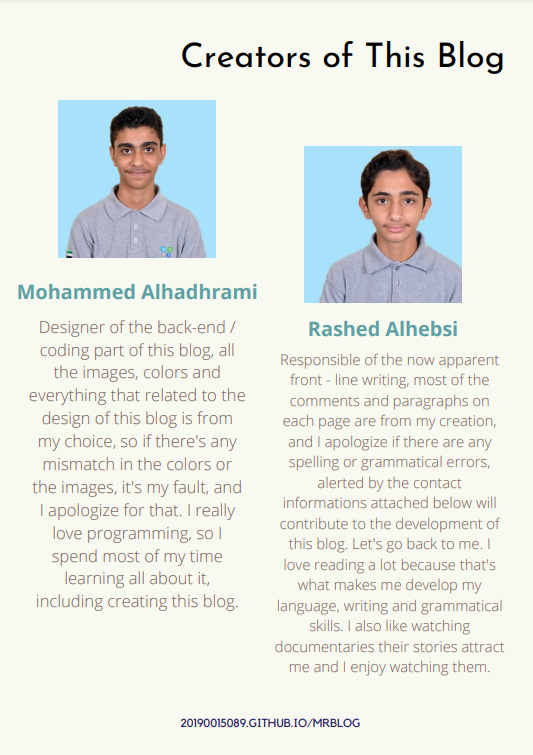 Creators of This Blog
Mohammed Alhadhrami
Designer of the back-end /
coding part of this blog, all
the images, colors and
everything that related to the
design of this blog is from
my choice, so if there's any
mismatch in the colors or
the images, it's my fault, and
I apologize for that. I really
love programming, so I
spend most of my time
learning all about it,
including creating this blog.
Rashed Alhebsi
Responsible of the now apparent
front - line writing, most of the
comments and paragraphs on
each page are from my creation,
and I apologize if there are any
spelling or grammatical errors,
alerted by the contact
informations attached below will
contribute to the development of
this blog. Let's go back to me. I
love reading a lot because that's
what makes me develop my
language, writing and grammatical
skills. I also like watching
documentaries their stories attract
me and I enjoy watching them.
20190015089.GITHUB.IO/MRBLOG